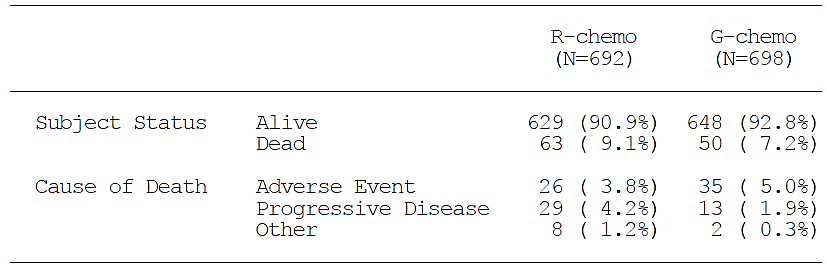 R-chemo G-chemo
(N=692) (N=698)
Subject Status Alive 629 (90.9%) 648 (92.8%)
Dead 63 ( 9.1%) 50 ( 7.2%)
Cause of Death Adverse Event 26 ( 3.8%) 35 ( 5.0%)
Progressive Disease 29 ( 4.2%) 13 ( 1.9%)
Other 8 ( 1.2%) 2 ( 0.3%)